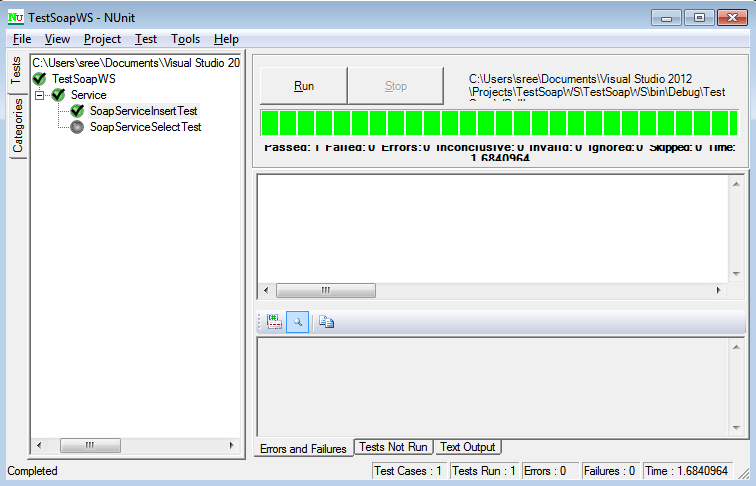 NU TestSoapWS - NUnit
File View Project Test Tools Help
Tests
Categories
C:\Users\sree\Documents\Visual Studio 20
TestSoapWS
Service
SoapServiceInsertTest
SoapServiceSelectTest
Run Stop
C:\Users\sree\Documents\Visual Studio 2012
\Projects\TestSoapWS\TestSoapWS\bin\Debug\Test
Passed: 1 Failed: 0 Errors: 0 Inconclusive: 0 Invalid: 0 Ignored: 0 Skipped: 0 Time:
1.6840964
Errors and Failures Tests Not Run Text Output
Completed Test Cases : 1 Tests Run : 1 Errors : 0 Failures : 0 Time : 1.6840964